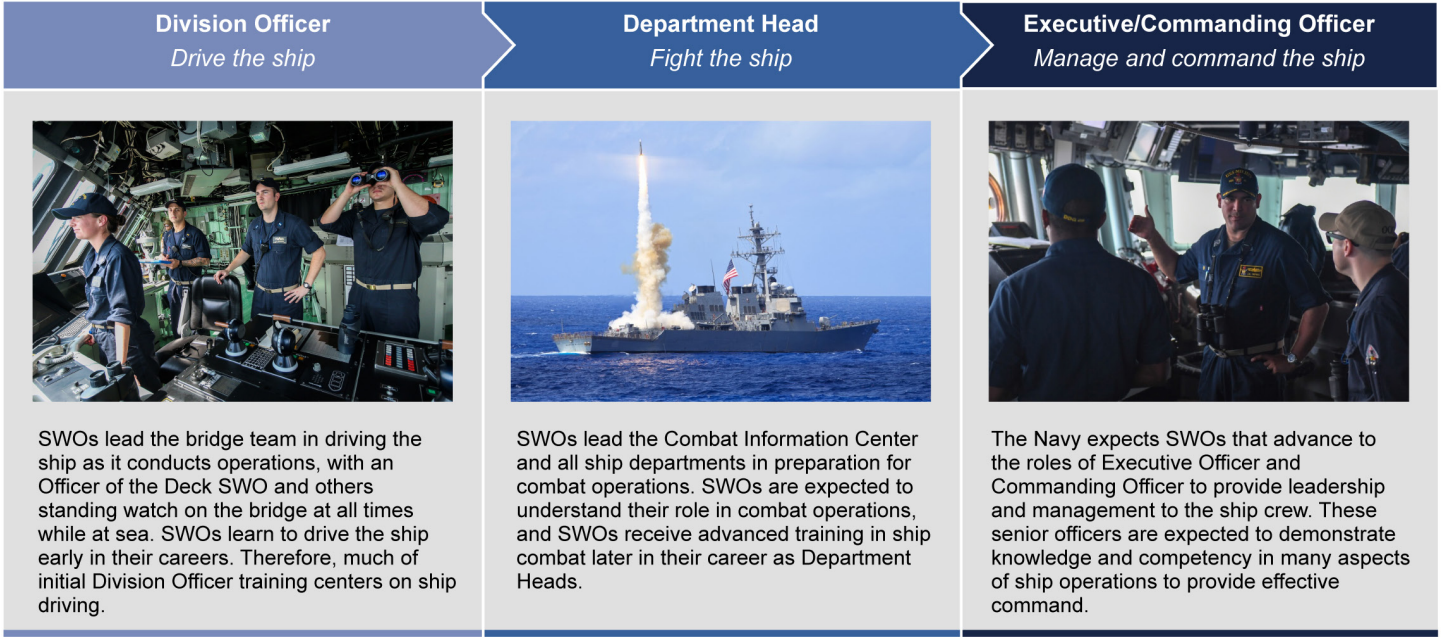 Division Officer
Drive the ship
Department Head
Fight the ship
Executive/Commanding Officer
Manage and command the ship
SWOs lead the bridge team in driving the
ship as it conducts operations, with an
Officer of the Deck SWO and others
standing watch on the bridge at all times
while at sea. SWOs learn to drive the ship
early in their careers. Therefore, much of
initial Division Officer training centers on ship
driving.
SWOs lead the Combat Information Center
and all ship departments in preparation for
combat operations. SWOs are expected to
understand their role in combat operations,
and SWOs receive advanced training in ship
combat later in their career as Department
Heads.
The Navy expects SWOs that advance to
the roles of Executive Officer and
Commanding Officer to provide leadership
and management to the ship crew. These
senior officers are expected to demonstrate
knowledge and competency in many aspects
of ship operations to provide effective
command.